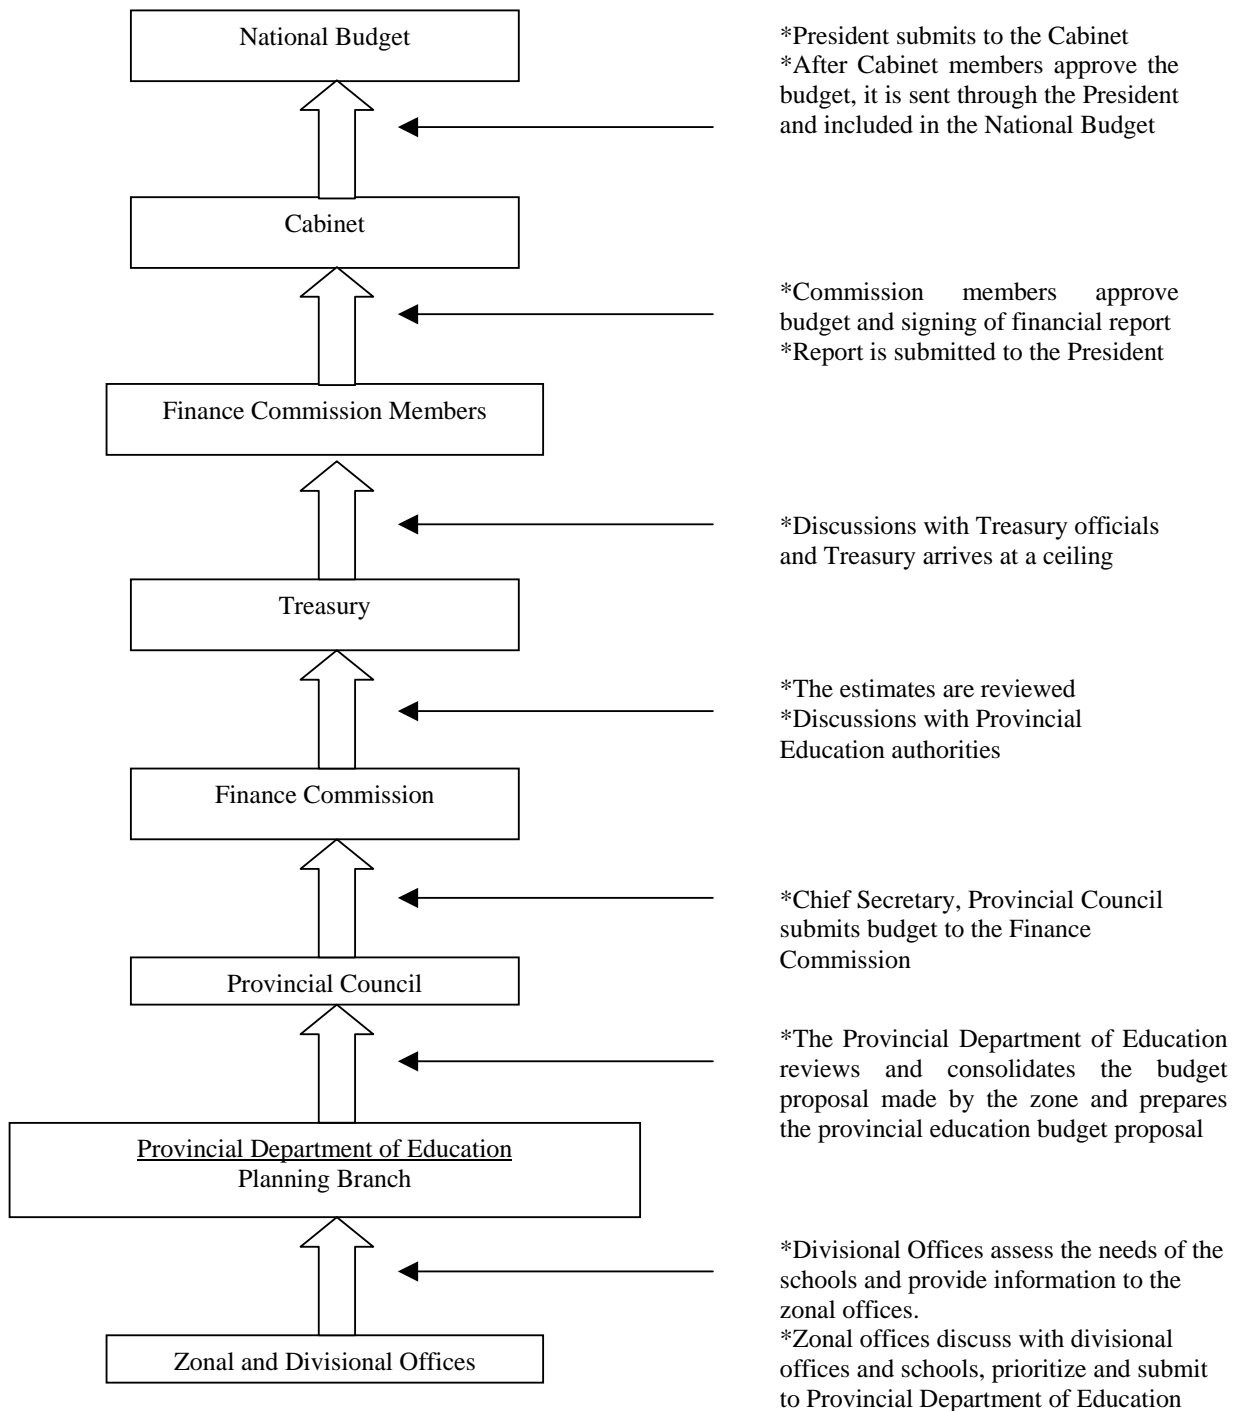 National Budget
*President submits to the Cabinet
*After Cabinet members approve the
budget, it is sent through the President
and included in the National Budget
Cabinet
*Commission members approve
budget and signing of financial report
*Report is submitted to the President
Finance Commission Members
*Discussions with Treasury officials
and Treasury arrives at a ceiling
Treasury
*The estimates are reviewed
*Discussions with Provincial
Education authorities
Finance Commission
*Chief Secretary, Provincial Council
submits budget to the Finance
Commission
Provincial Council
*The Provincial Department of Education
reviews and consolidates the budget
proposal made by the zone and prepares
the provincial education budget proposal
Provincial Department of Education
Planning Branch
*Divisional Offices assess the needs of the
schools and provide information to the
zonal offices.
*Zonal offices discuss with divisional
offices and schools, prioritize and submit
to Provincial Department of Education
Zonal and Divisional Offices